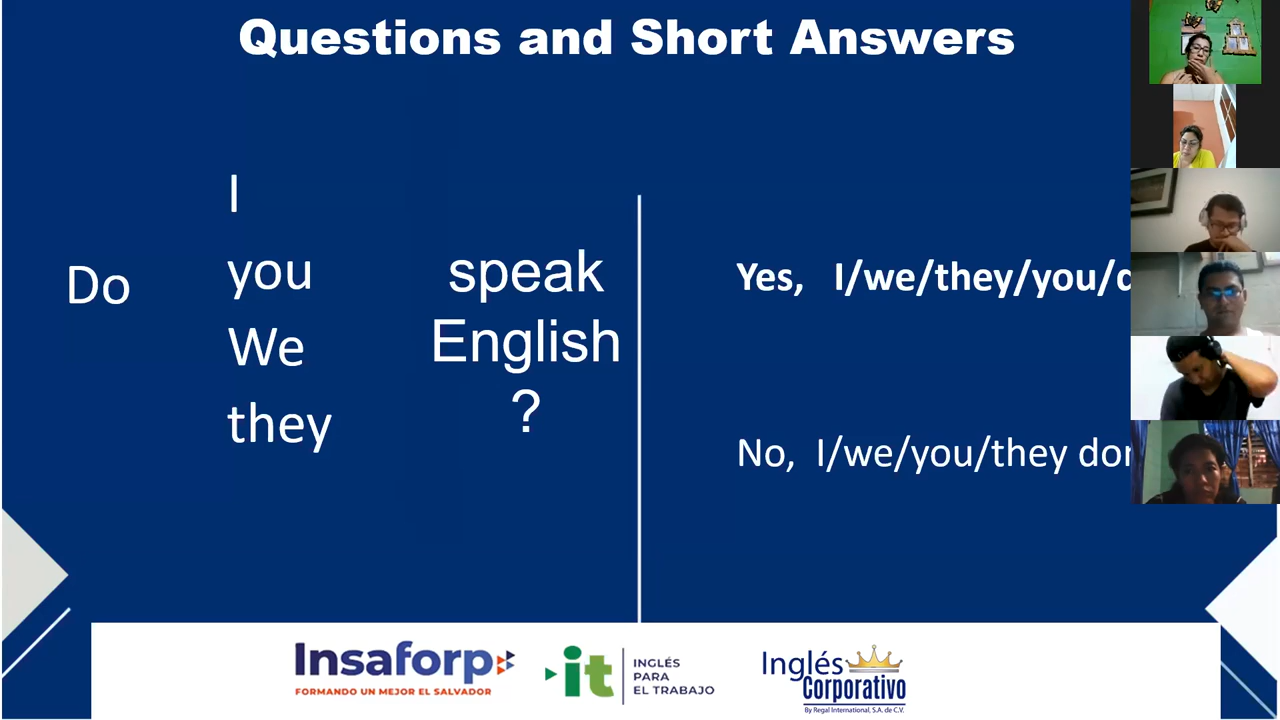 Questions and Short Answers
I
you
We
they
Do
speak
English
?
Yes, I/we/they/you/
No, I/we/you/they
Insaforp
FORMANDO UN MEJOR EL SALVADOR
it
INGLÉS
PARA
EL TRABAJO
Inglés
Corporativo
By Regal International, S.A. de C.V.